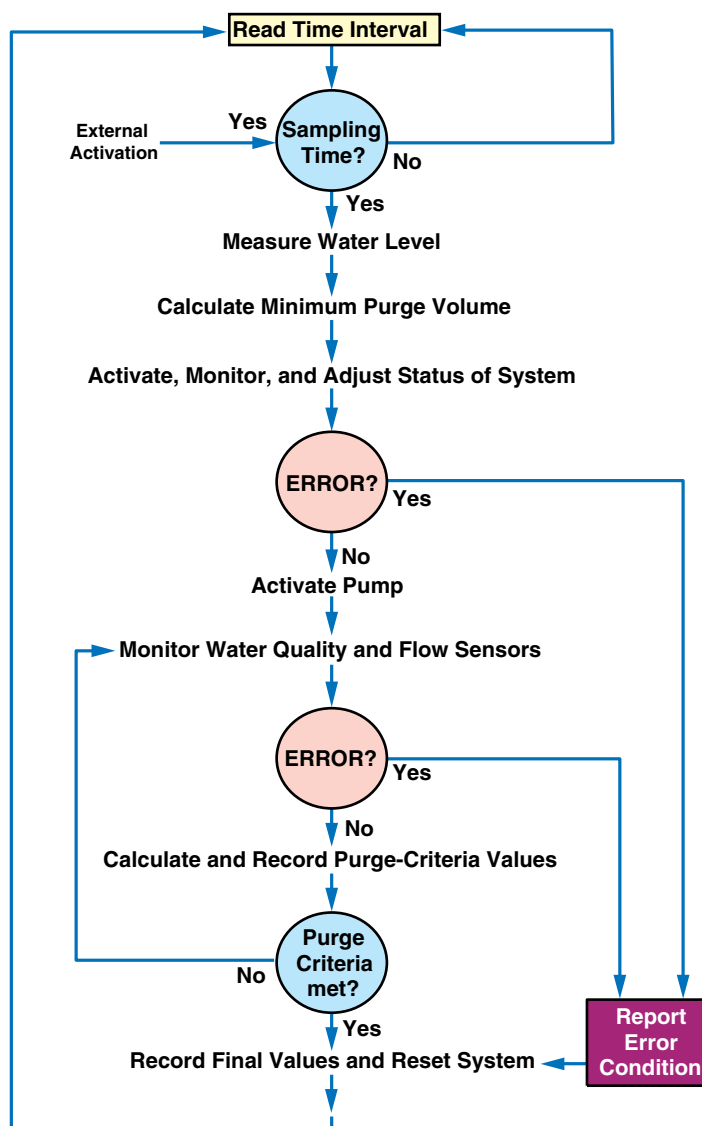 Read Time Interval
External
Activation
Yes
Sampling
Time?
No
Yes
Measure Water Level
Calculate Minimum Purge Volume
Activate, Monitor, and Adjust Status of System
ERROR?
Yes
No
Activate Pump
Monitor Water Quality and Flow Sensors
ERROR?
Yes
No
Calculate and Record Purge-Criteria Values
Purge
Criteria
met?
No
Yes
Report
Error
Condition
Record Final Values and Reset System